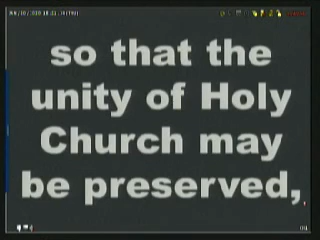 so that the
unity of Holy
Church may
be preserved,